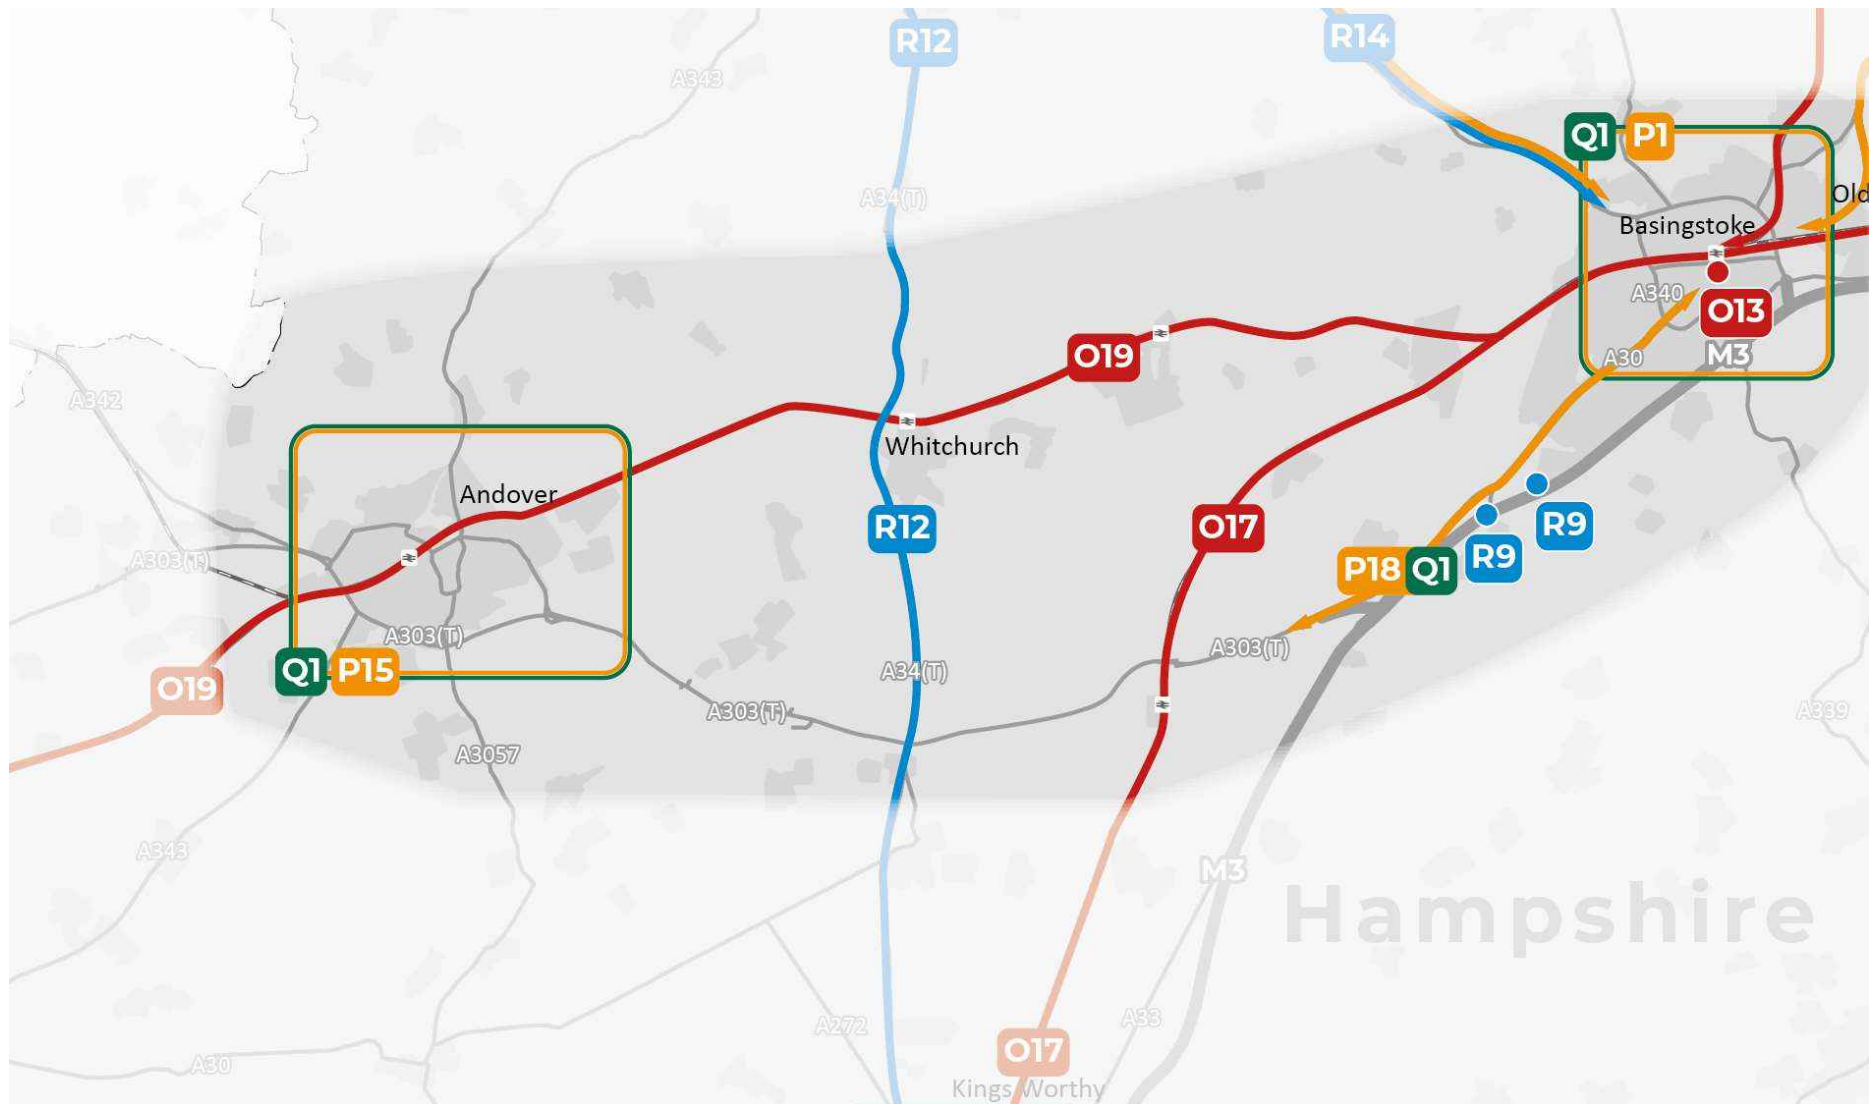 R12
R14
A343
Q1 P1
A34(T)
Old
Basingstoke
A340
O13
O19
A30
M3
A342
Whitchurch
Andover
R12
O17
R9
A303(T)
P18 Q1
R9
A303(T)
A303(T)
Q1 P15
A34(T)
O19
A303(T)
A339
A3057
A343
M3
Hampshire
A272
A33
O17
A30
Kings Worthy